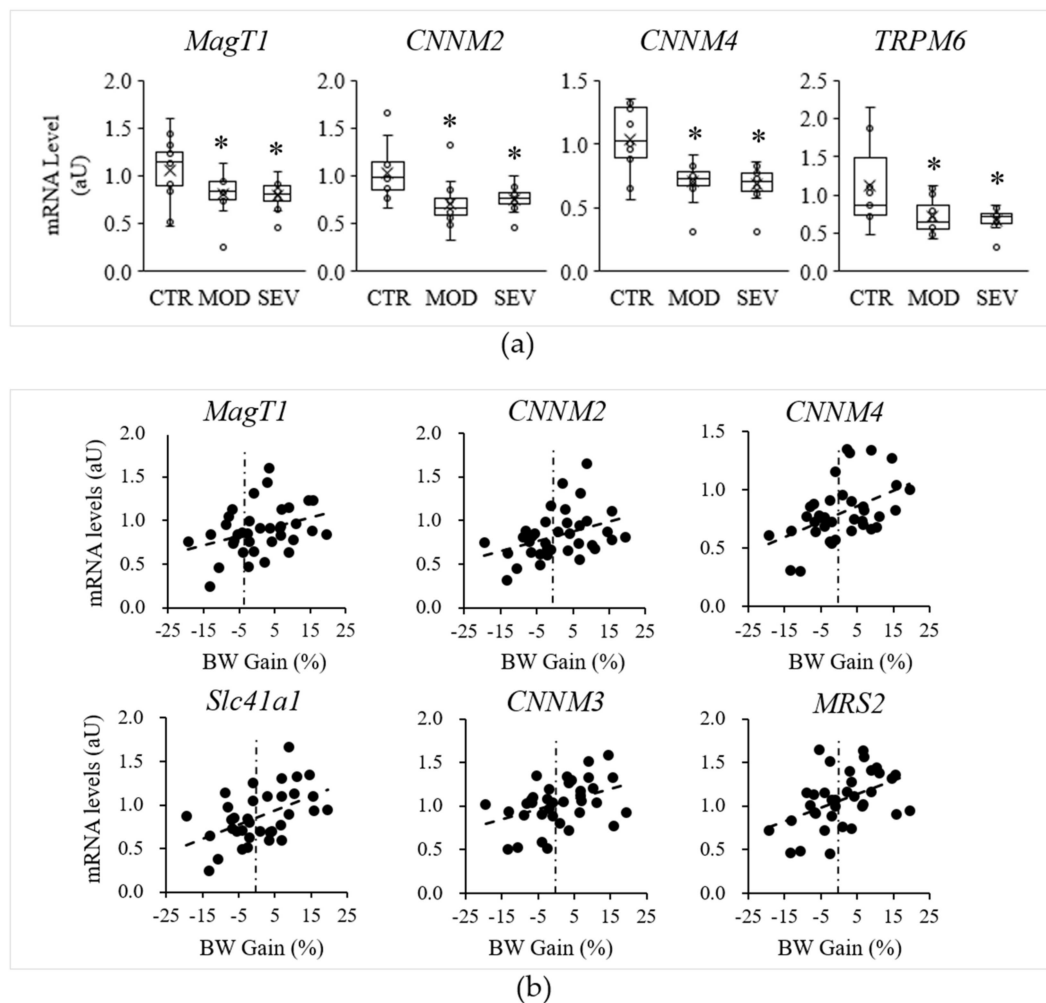 (a)
MagT1 CNNM2 CNNM4 TRPM6
mRNA Level
(aU)
2.0 1.5 1.0 0.5 0.0
2.0 1.5 1.0 0.5 0.0
1.5 1.0 0.5 0.0
2.5 2.0 1.5 1.0 0.5 0.0
* * * * * * * *
CTR MOD SEV CTR MOD SEV CTR MOD SEV CTR MOD SEV
(a)
MagT1 CNNM2 CNNM4
mRNA levels (aU)
2.0 1.5 1.0 0.5 0.0
2.0 1.5 1.0 0.5 0.0
1.5 1.0 0.5 0.0
-25 -15 -5 5 15 25 -25 -15 -5 5 15 25 -25 -15 -5 5 15 25
BW Gain (%) BW Gain (%) BW Gain (%)
Slc41a1 CNNM3 MRS2
mRNA levels (aU)
2.0 1.5 1.0 0.5 0.0
2.0 1.5 1.0 0.5 0.0
2.0 1.5 1.0 0.5 0.0
-25 -15 -5 5 15 25 -25 -15 -5 5 15 25 -25 -15 -5 5 15 25
BW Gain (%) BW Gain (%) BW Gain (%)
(b)